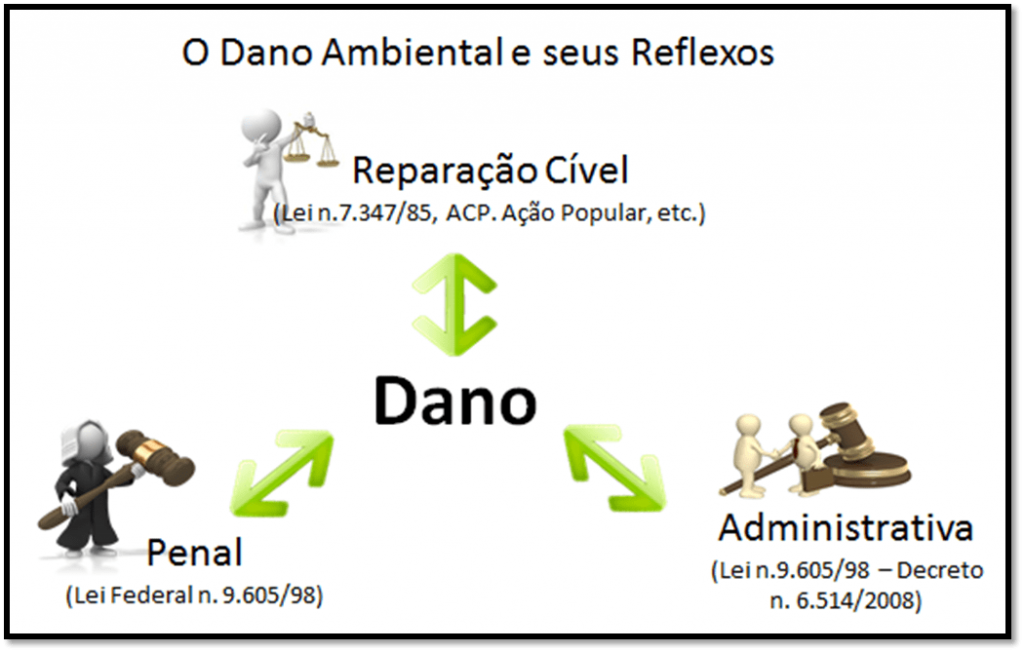 O Dano Ambiental e seus Reflexos
Reparação Cível
(Lei n.7.347/85, ACP. Ação Popular, etc.)
Dano
Penal
(Lei Federal n. 9.605/98)
Administrativa
(Lei n.9.605/98 – Decreto
n. 6.514/2008)